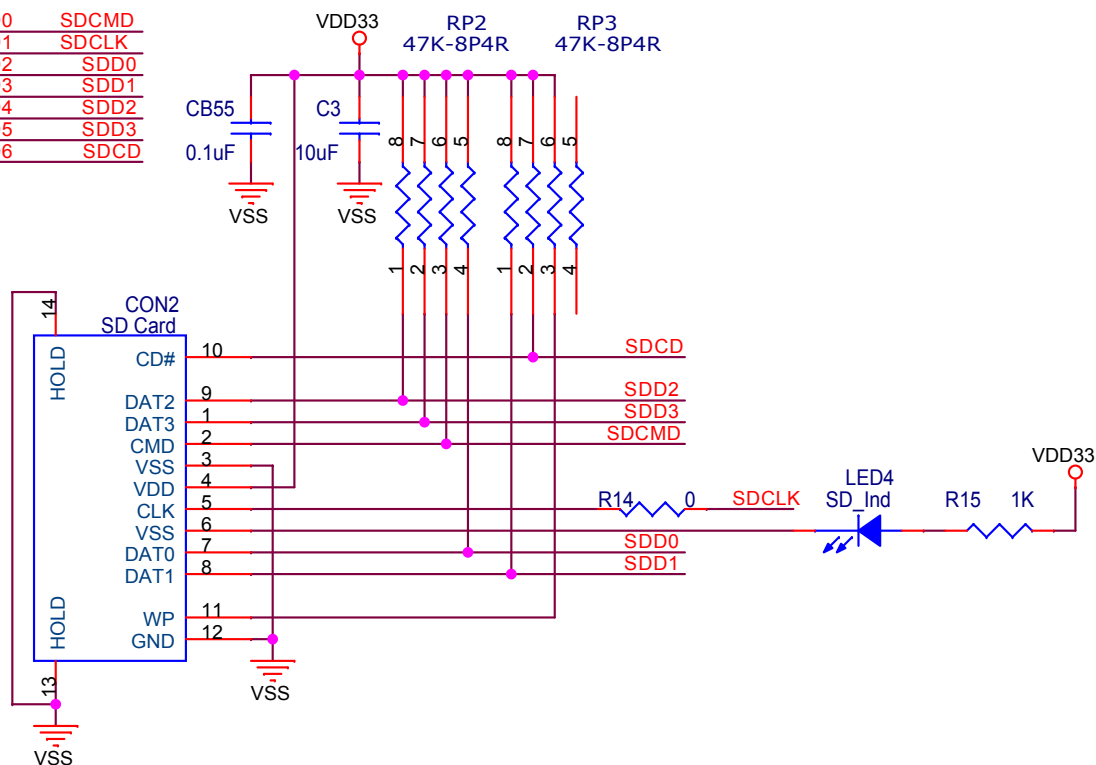 0 SDCMD
1 SDCLK
2 SDD0
3 SDD1
4 SDD2
5 SDD3
6 SDCD
VDD33
RP2
47K-8P4R
RP3
47K-8P4R
CB55
0.1uF
VSS
C3
10uF
VSS
8 7 6 5
8 7 6 5
1 2 3 4
1 2 3 4
CON2
SD Card
14
HOLD
CD# 10 SDCD
DAT2 9 SDD2
DAT3 1 SDD3
CMD 2 SDCMD
VSS 3
VDD 4
CLK 5 R14 0 SDCLK
VSS 6
DAT0 7 SDD0
DAT1 8 SDD1
WP 11
GND 12
HOLD
13
VSS
VSS
LED4
SD_Ind
R15 1K
VDD33